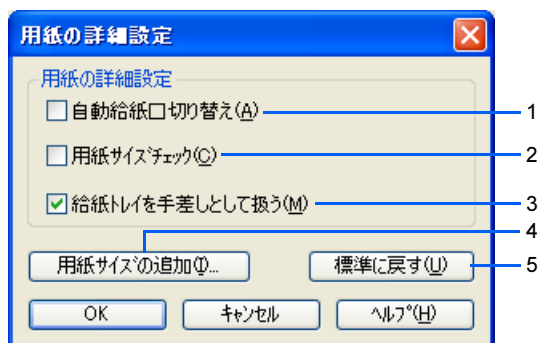 用紙の詳細設定
用紙の詳細設定
自動給紙口切り替え(A) 1
用紙サイズチェック(C) 2
給紙トレイを手差しとして扱う(M) 3
4
用紙サイズの追加(I)... 標準に戻す(U) 5
OK キャンセル ヘルプ(H)